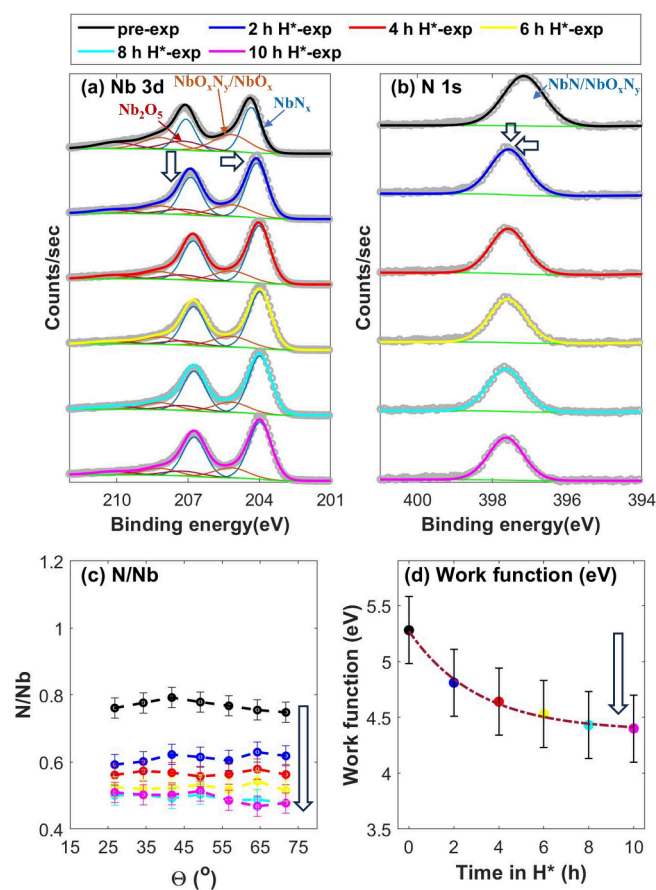 pre-exp 2 h H*-exp 4 h H*-exp 6 h H*-exp
8 h H*-exp 10 h H*-exp
(a) Nb 3d
NbOₓNᵧ/NbOₓ
Nb₂O₅
NbNₓ
Counts/sec
210 207 204 201
Binding energy(eV)
(b) N 1s
NbN/NbOₓNᵧ
Counts/sec
400 398 396 394
Binding energy(eV)
(c) N/Nb
N/Nb
1.2
1
0.8
0.6
0.4
15 25 35 45 55 65 75
Θ (°)
(d) Work function (eV)
Work function (eV)
5.5
5
4.5
4
3.5
0 2 4 6 8 10
Time in H* (h)